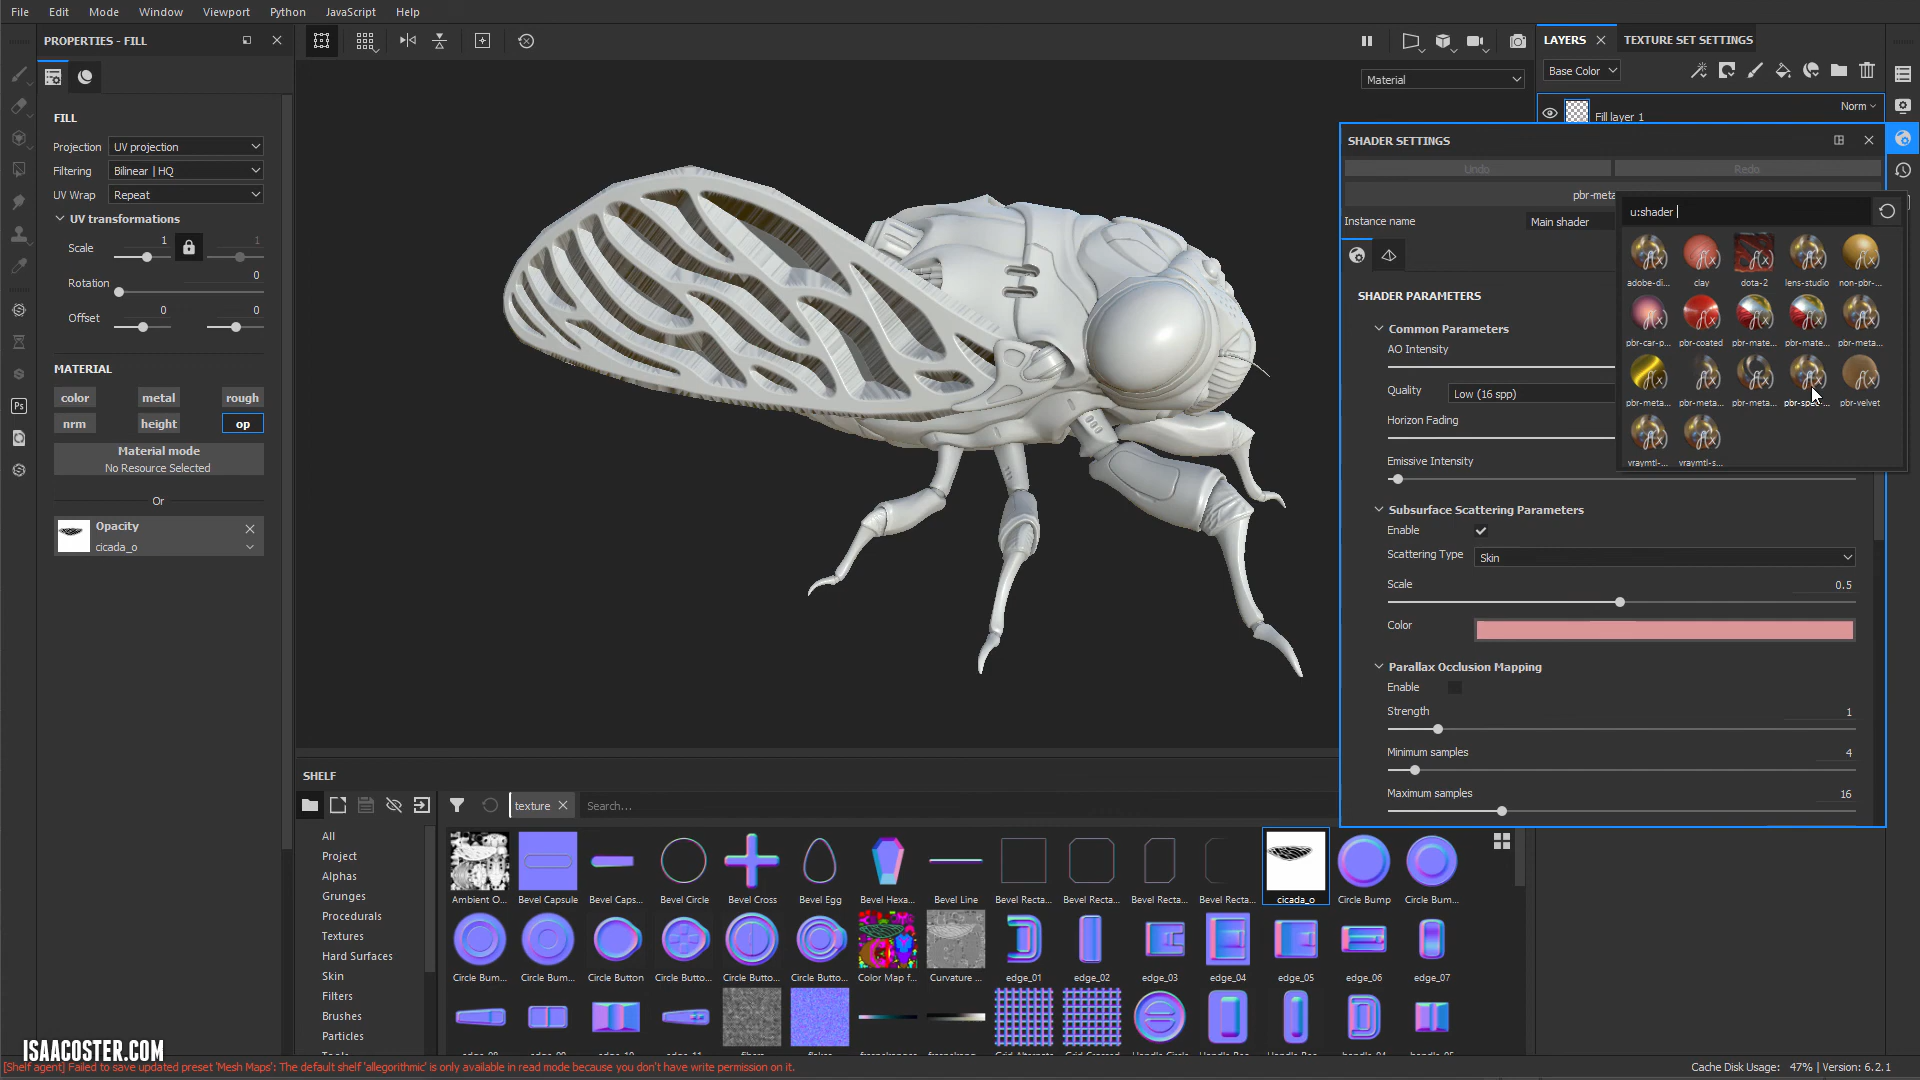 File Edit Mode Window Viewport Python JavaScript Help
PROPERTIES - FILL
LAYERS
TEXTURE SET SETTINGS
Material
Base Color
Norm
Fill layer 1
FILL
Projection UV projection
Filtering Bilinear | HQ
UV Wrap Repeat
UV transformations
Scale 1 1
Rotation 0
Offset 0 0
MATERIAL
color metal rough
nrm height op
Material mode
No Resource Selected
Or
Opacity
cicada_o
SHADER SETTINGS
Undo Redo
pbr-meta
Instance name Main shader
u:shader
adobe-di... clay dota-2 lens-studio non-pbr-...
pbr-car-p... pbr-coated pbr-mate... pbr-mate... pbr-meta...
pbr-meta... pbr-meta... pbr-meta... pbr-spec-... pbr-velvet
vraymtl-... vraymtl-s...
SHADER PARAMETERS
Common Parameters
AO Intensity
Quality Low (16 spp)
Horizon Fading
Emissive Intensity
Subsurface Scattering Parameters
Enable
Scattering Type Skin
Scale 0.5
Color
Parallax Occlusion Mapping
Enable
Strength 1
Minimum samples 4
Maximum samples 16
SHELF
texture Search...
All
Project
Alphas
Grunges
Procedurals
Textures
Hard Surfaces
Skin
Filters
Brushes
Particles
Ambient O... Bevel Capsule Bevel Caps... Bevel Circle Bevel Cross Bevel Egg Bevel Hexa... Bevel Line Bevel Recta... Bevel Recta... Bevel Recta... Bevel Recta... cicada_o Circle Bump Circle Bum...
Circle Bum... Circle Bum... Circle Button Circle Butto... Circle Butto... Circle Butto... Color Map f... Curvature ... edge_01 edge_02 edge_03 edge_04 edge_05 edge_06 edge_07
ISAACOSTER.COM
[Shelf agent] Failed to save updated preset 'Mesh Maps': The default shelf 'allegorithmic' is only available in read mode because you don't have write permission on it.
Cache Disk Usage: 47% | Version: 6.2.1